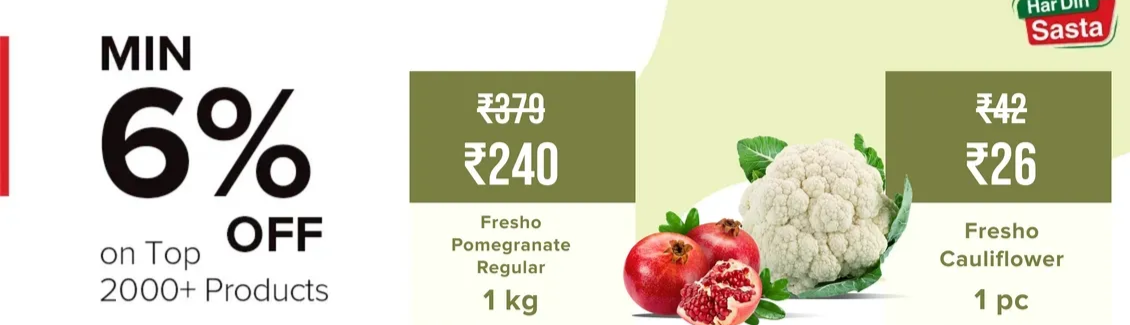 MIN
6%
OFF
on Top
2000+ Products
₹379
₹240
Fresho
Pomegranate
Regular
1 kg
Har Din
Sasta
₹42
₹26
Fresho
Cauliflower
1 pc